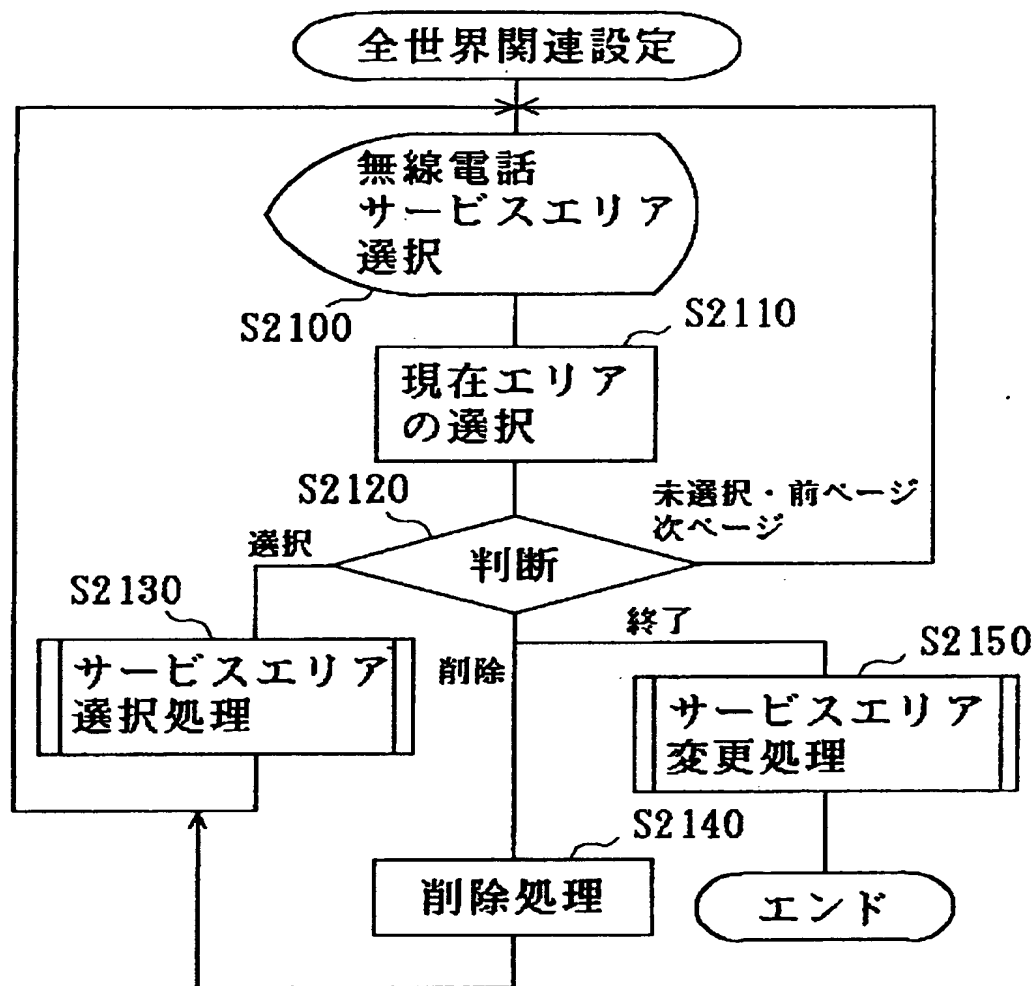 全世界関連設定
無線電話
サービスエリア
選択
S2100
S2110
現在エリア
の選択
S2120
未選択・前ページ
次ページ
選択
判断
S2130
終了
サービスエリア
選択処理
削除
S2150
サービスエリア
変更処理
S2140
削除処理
エンド